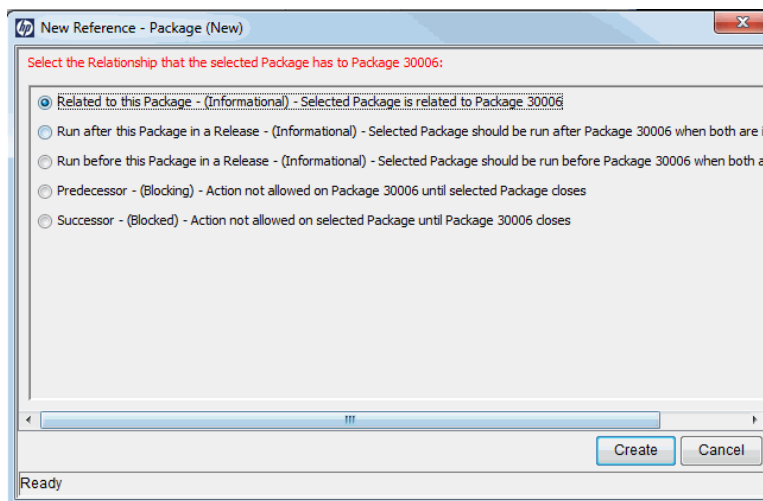 hp New Reference - Package (New)
Select the Relationship that the selected Package has to Package 30006:
Related to this Package - (Informational) - Selected Package is related to Package 30006
Run after this Package in a Release - (Informational) - Selected Package should be run after Package 30006 when both are i
Run before this Package in a Release - (Informational) - Selected Package should be run before Package 30006 when both a
Predecessor - (Blocking) - Action not allowed on Package 30006 until selected Package closes
Successor - (Blocked) - Action not allowed on selected Package until Package 30006 closes
Create Cancel
Ready